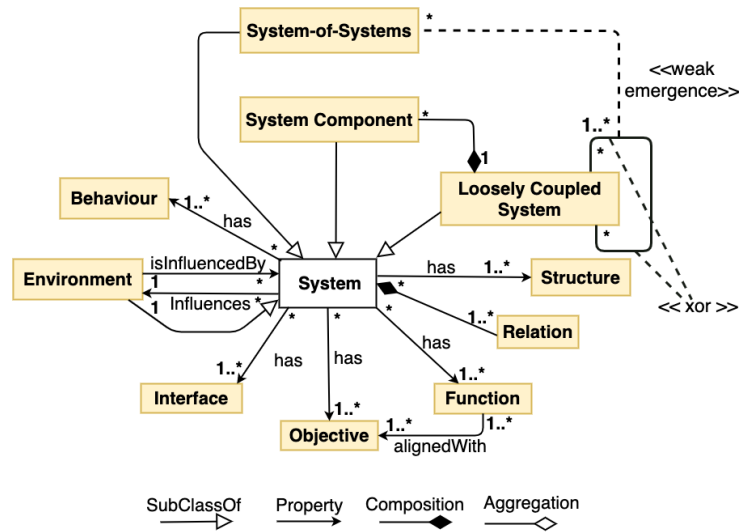 System-of-Systems
*
<<weak
emergence>>
System Component
*
1..*
*
1
Loosely Coupled
System
*
Behaviour
1..*
has
*
isInfluencedBy
Environment
1
*
System
has
1..*
Structure
Influences
*
1
*
1..*
Relation
<< xor >>
*
*
*
has
has
has
1..*
1..*
Interface
Function
1..*
1..*
1..*
Objective
alignedWith
SubClassOf
Property
Composition
Aggregation